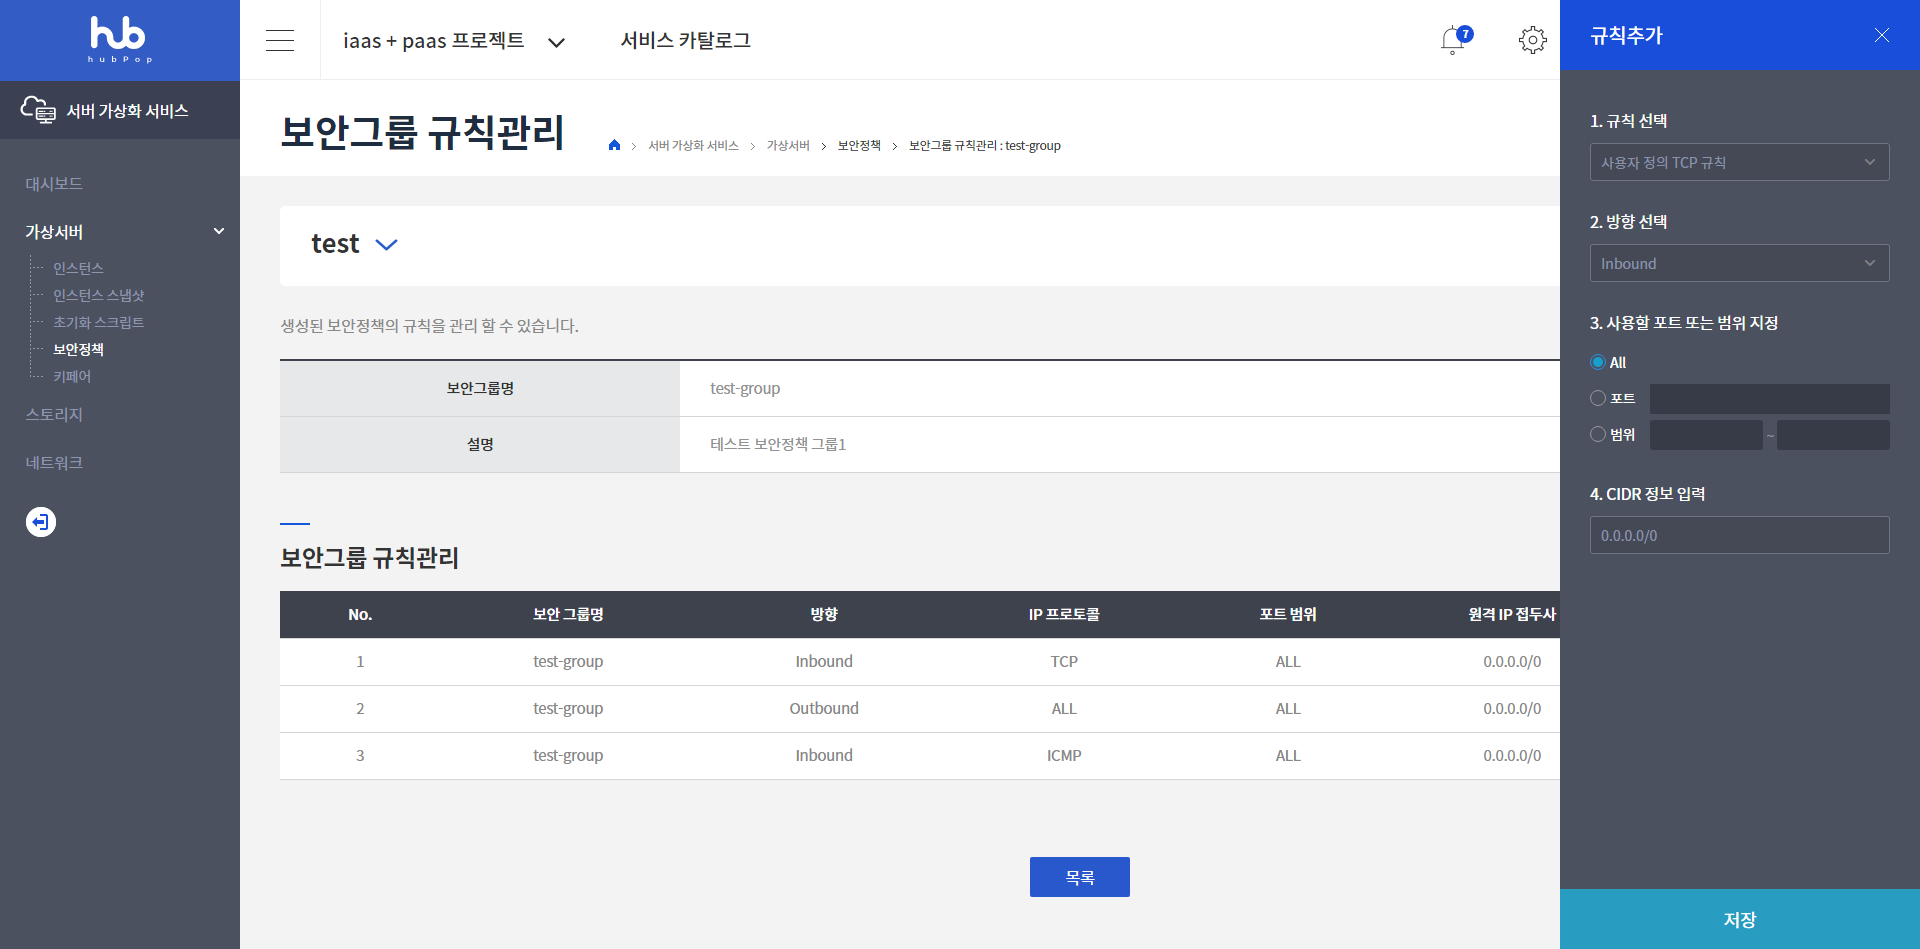 hub
hubPop
서버 가상화 서비스
대시보드
가상서버
인스턴스
인스턴스 스냅샷
초기화 스크립트
보안정책
키페어
스토리지
네트워크
iaas + paas 프로젝트
서비스 카탈로그
7
보안그룹 규칙관리
서버 가상화 서비스 > 가상서버 > 보안정책 > 보안그룹 규칙관리 : test-group
test
생성된 보안정책의 규칙을 관리 할 수 있습니다.
보안그룹명 test-group
설명 테스트 보안정책 그룹1
보안그룹 규칙관리
No. 보안 그룹명 방향 IP 프로토콜 포트 범위 원격 IP 접두사
1 test-group Inbound TCP ALL 0.0.0.0/0
2 test-group Outbound ALL ALL 0.0.0.0/0
3 test-group Inbound ICMP ALL 0.0.0.0/0
목록
규칙추가
1. 규칙 선택
사용자 정의 TCP 규칙
2. 방향 선택
Inbound
3. 사용할 포트 또는 범위 지정
All
포트
범위 ~
4. CIDR 정보 입력
0.0.0.0/0
저장